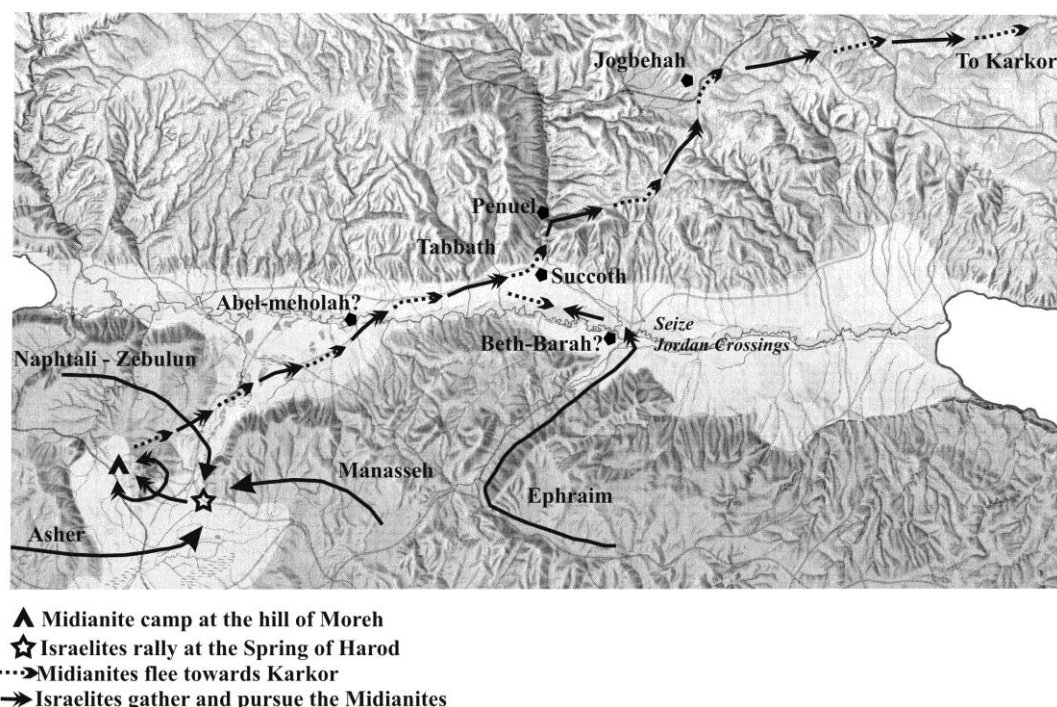 Jogbehah
To Karkor
Penuel
Tabbath
Succoth
Abel-meholah?
Seize
Jordan Crossings
Beth-Barah?
Naphtali - Zebulun
Manasseh
Ephraim
Asher
Midianite camp at the hill of Moreh
Israelites rally at the Spring of Harod
Midianites flee towards Karkor
Israelites gather and pursue the Midianites